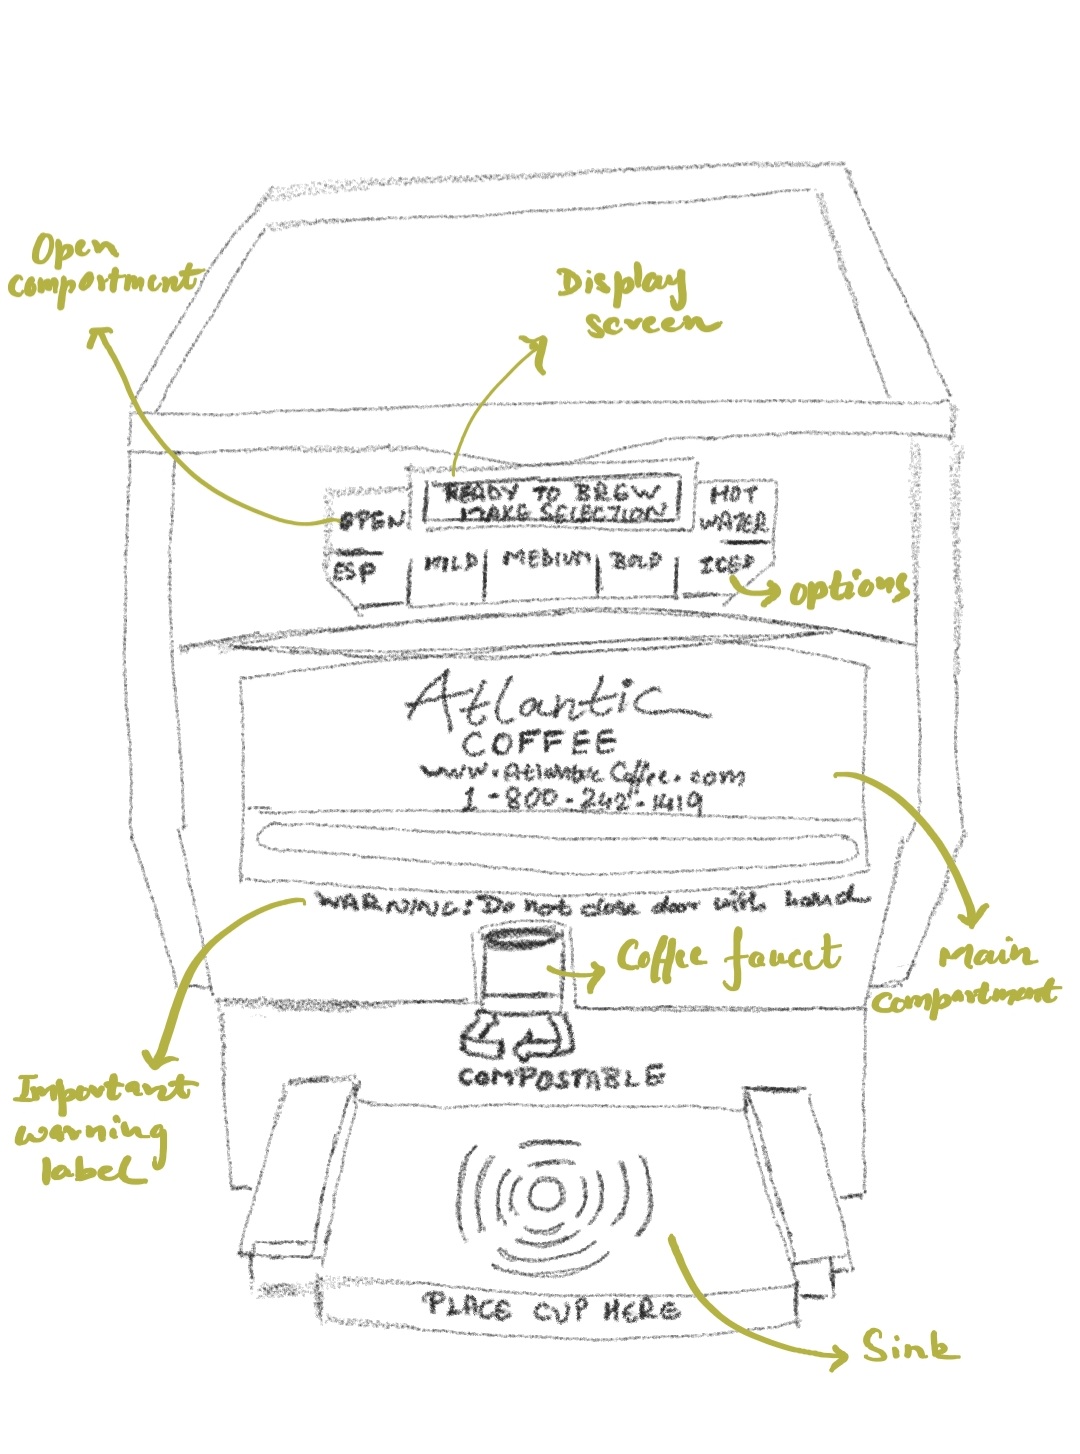 Open
compartment
Display
screen
READY TO BREW
MAKE SELECTION
HOT
WATER
OPEN
ESP
MILD
MEDIUM
BOLD
ICED
options
Atlantic
COFFEE
www.AtlanticCoffee.com
1-800-242-1419
WARNING: Do not close door with hand
Coffee faucet
Main
compartment
COMPOSTABLE
Important
warning
label
PLACE CUP HERE
Sink